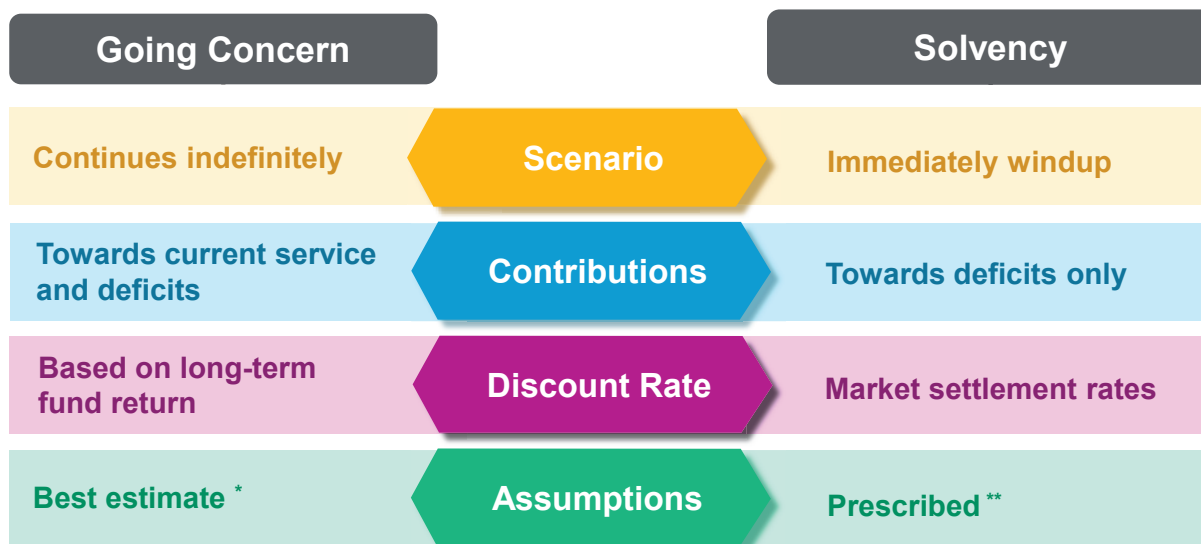 Going Concern
Solvency
Continues indefinitely
Scenario
Immediately windup
Towards current service
and deficits
Contributions
Towards deficits only
Based on long-term
fund return
Discount Rate
Market settlement rates
Best estimate *
Assumptions
Prescribed **